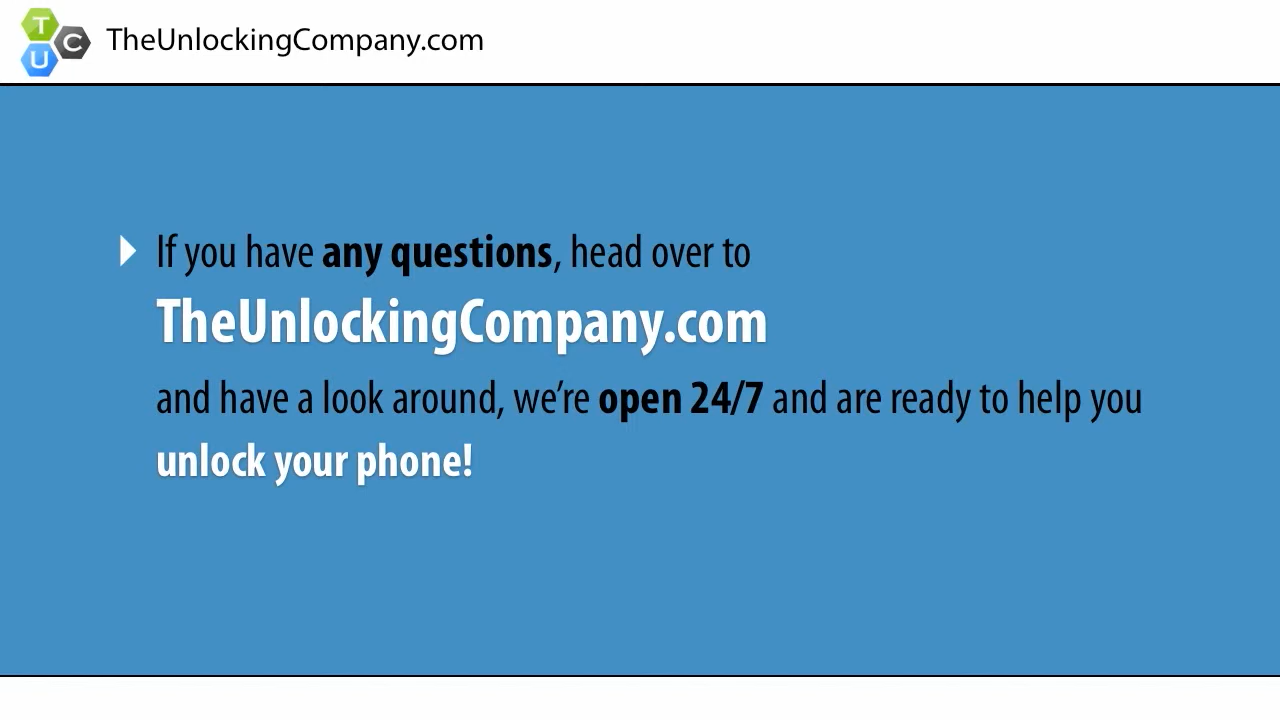 T
C
U
TheUnlockingCompany.com
If you have any questions, head over to
TheUnlockingCompany.com
and have a look around, we’re open 24/7 and are ready to help you
unlock your phone!